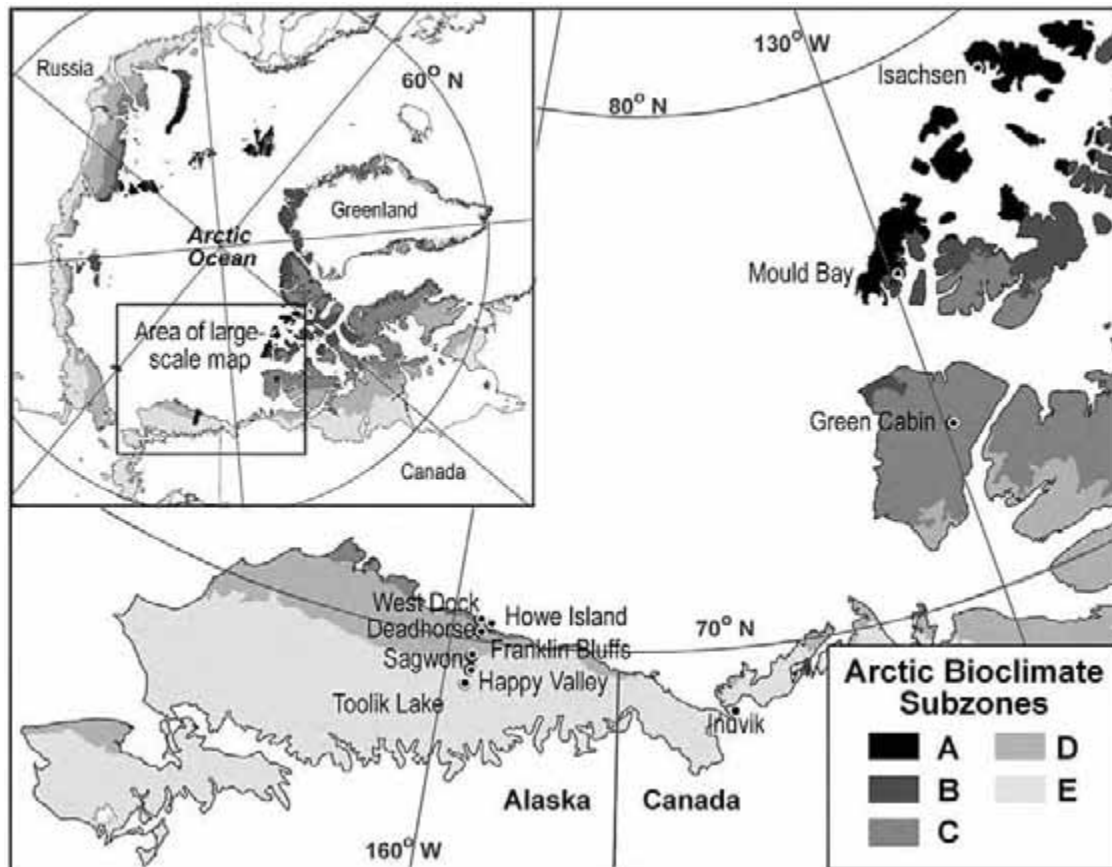 Russia
60° N
Greenland
Arctic
Ocean
Area of large-
scale map
Canada
130° W
Isachsen
80° N
Mould Bay
Green Cabin
West Dock
Howe Island
Deadhorse
70° N
Franklin Bluffs
Sagwon
Happy Valley
Toolik Lake
Inuvik
Alaska
Canada
160° W
Arctic Bioclimate
Subzones
A
D
B
E
C